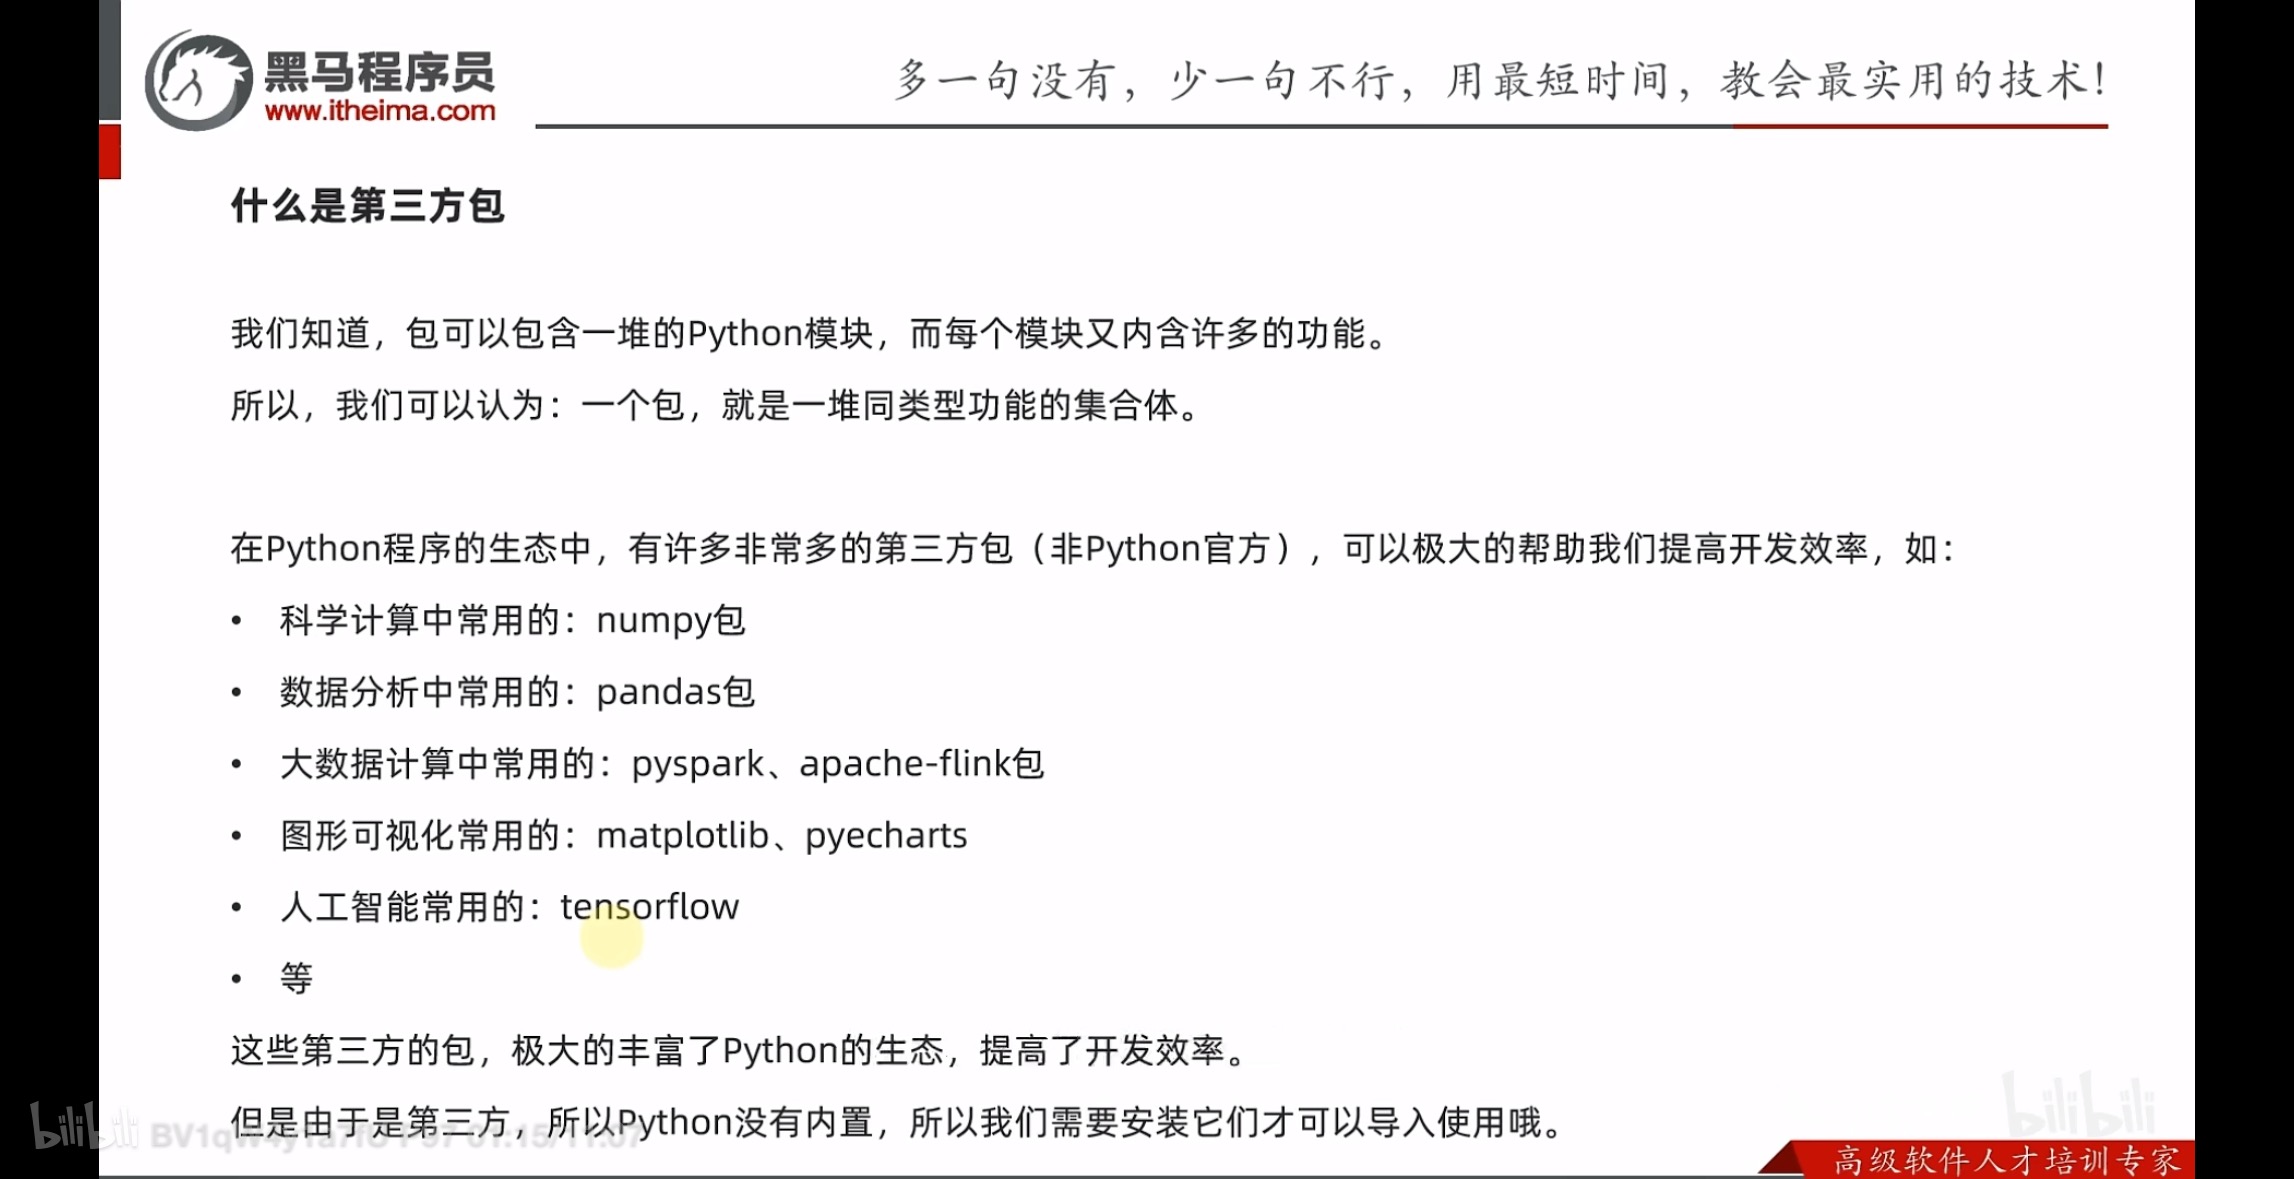 黑马程序员
www.itheima.com
多一句没有，少一句不行，用最短时间，教会最实用的技术！
什么是第三方包
我们知道，包可以包含一堆的Python模块，而每个模块又内含许多的功能。
所以，我们可以认为：一个包，就是一堆同类型功能的集合体。
在Python程序的生态中，有许多非常多的第三方包（非Python官方），可以极大的帮助我们提高开发效率，如：
• 科学计算中常用的：numpy包
• 数据分析中常用的：pandas包
• 大数据计算中常用的：pyspark、apache-flink包
• 图形可视化常用的：matplotlib、pyecharts
• 人工智能常用的：tensorflow
• 等
这些第三方的包，极大的丰富了Python的生态，提高了开发效率。
但是由于是第三方，所以Python没有内置，所以我们需要安装它们才可以导入使用哦。
bilibili
bilibili
高级软件人才培训专家